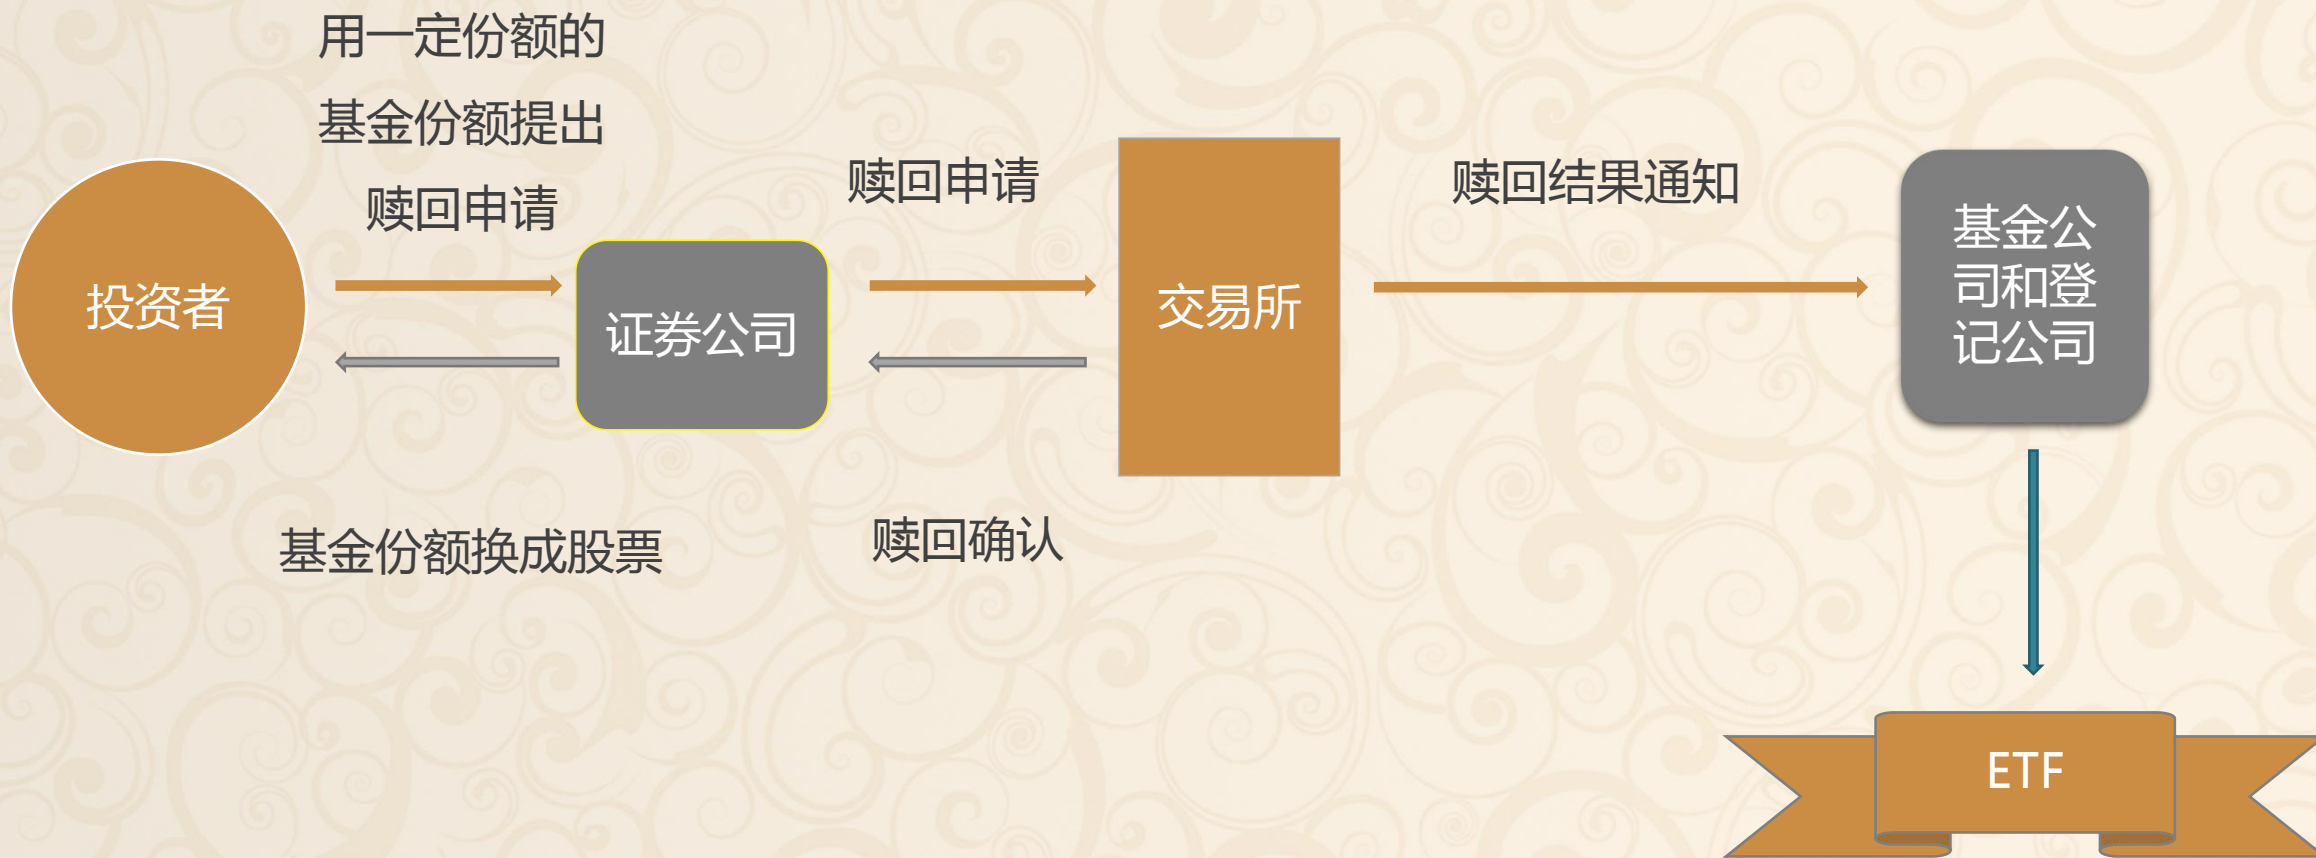 用一定份额的
基金份额提出
赎回申请
赎回申请
赎回结果通知
投资者
证券公司
交易所
基金公
司和登
记公司
基金份额换成股票
赎回确认
ETF